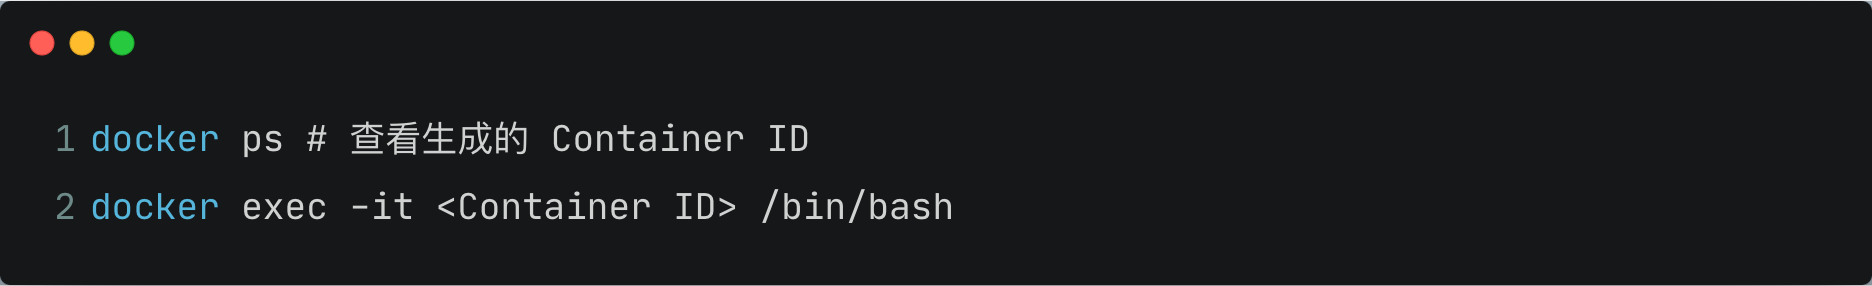 1 docker ps # 查看生成的 Container ID
2 docker exec -it <Container ID> /bin/bash